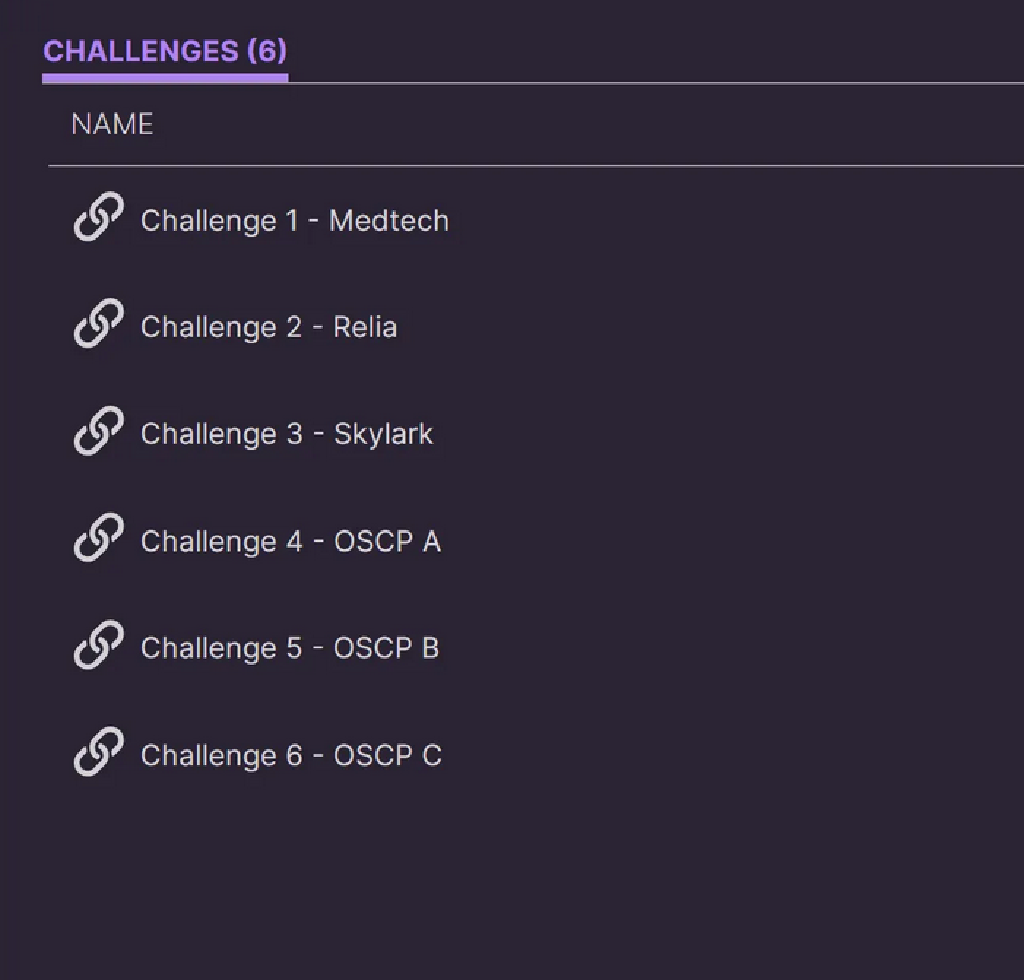 CHALLENGES (6)
NAME
Challenge 1 - Medtech
Challenge 2 - Relia
Challenge 3 - Skylark
Challenge 4 - OSCP A
Challenge 5 - OSCP B
Challenge 6 - OSCP C